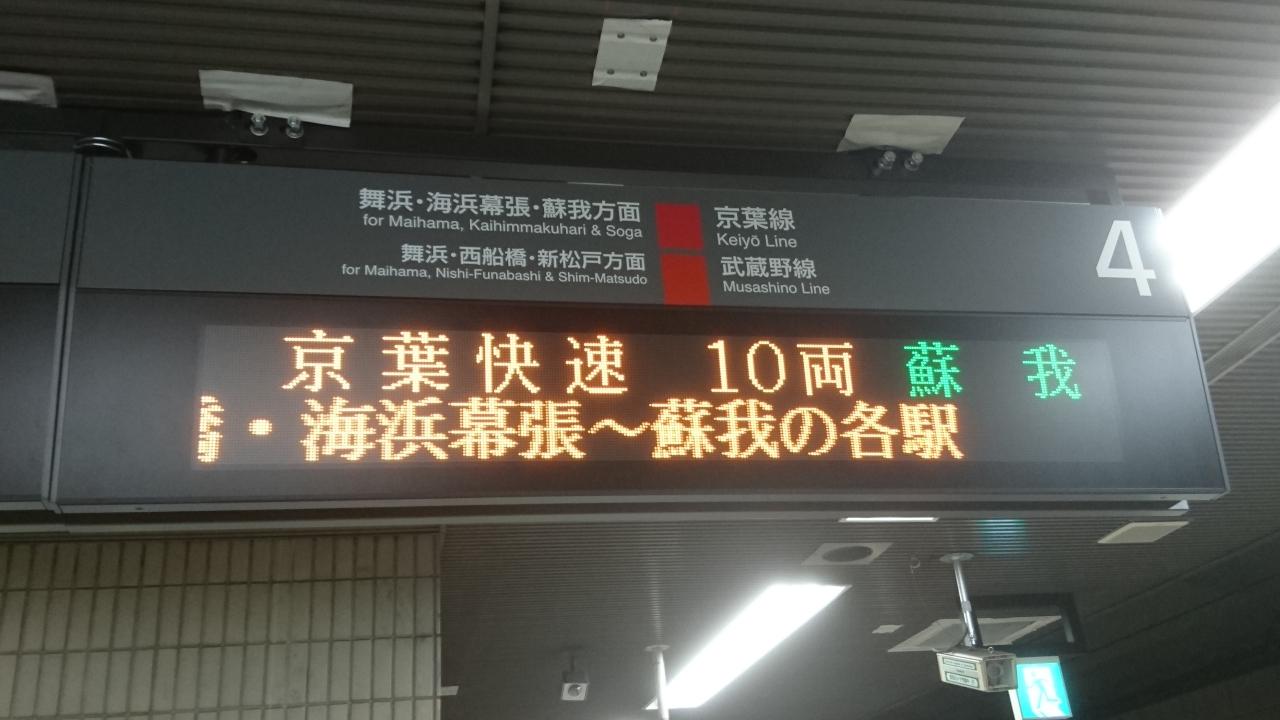 舞浜・海浜幕張・蘇我方面 京葉線
for Maihama, Kaihimmakuhari & Soga Keiyō Line
舞浜・西船橋・新松戸方面 武蔵野線
for Maihama, Nishi-Funabashi & Shim-Matsudo Musashino Line
4
京葉快速 10両 蘇我
・海浜幕張～蘇我の各駅